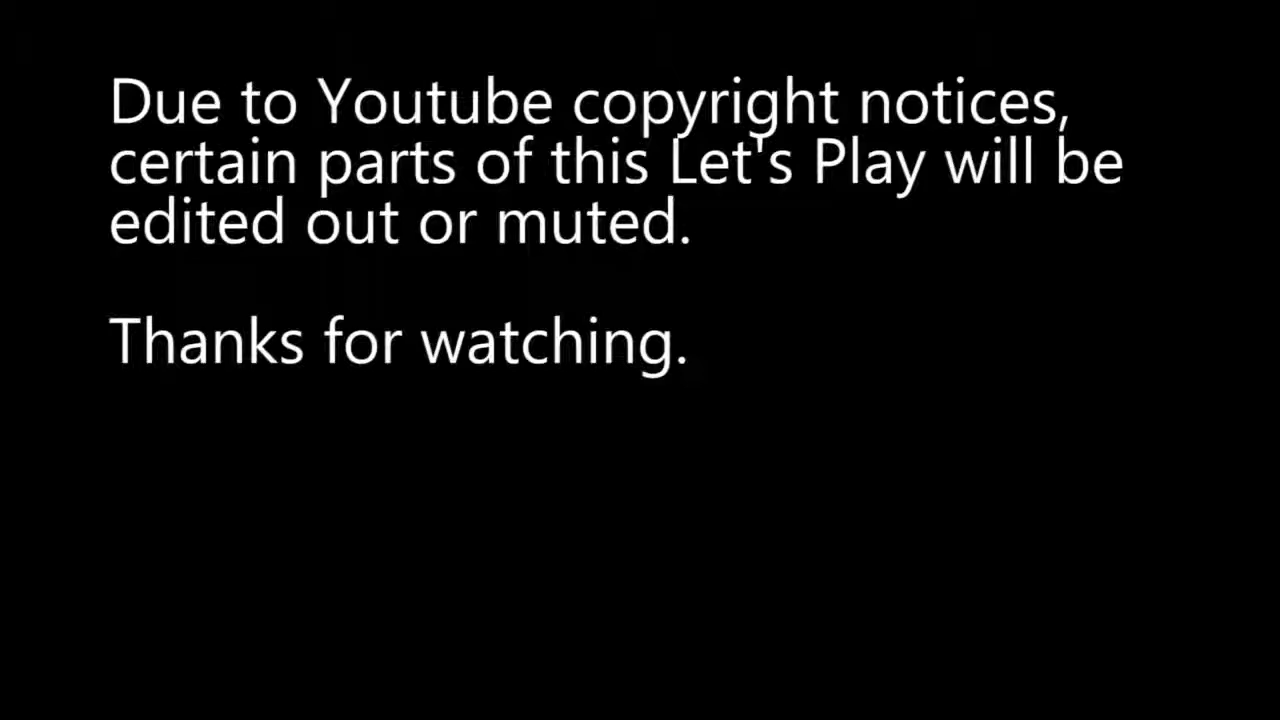 Due to Youtube copyright notices,
certain parts of this Let's Play will be
edited out or muted.
Thanks for watching.